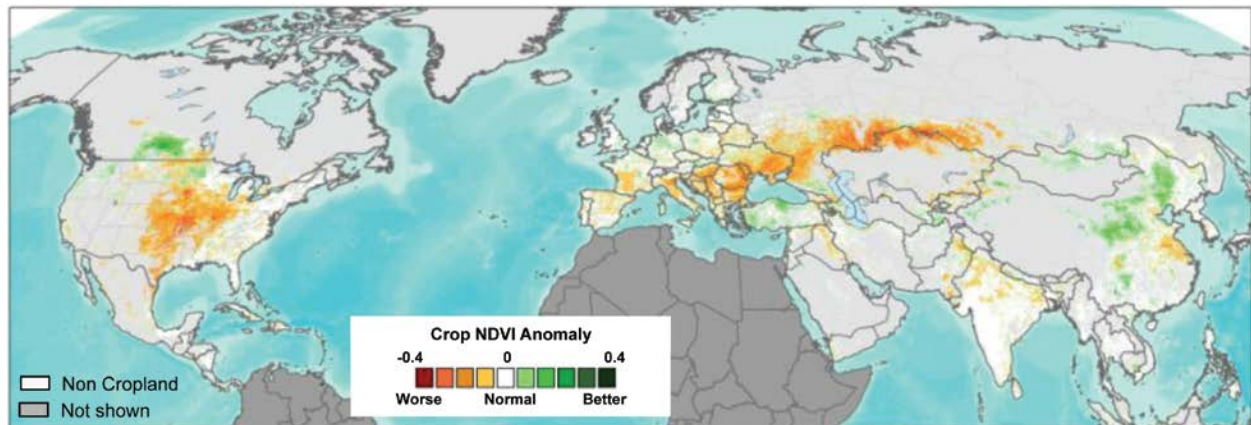 Crop NDVI Anomaly
-0.4 0 0.4
Worse Normal Better
Non Cropland
Not shown